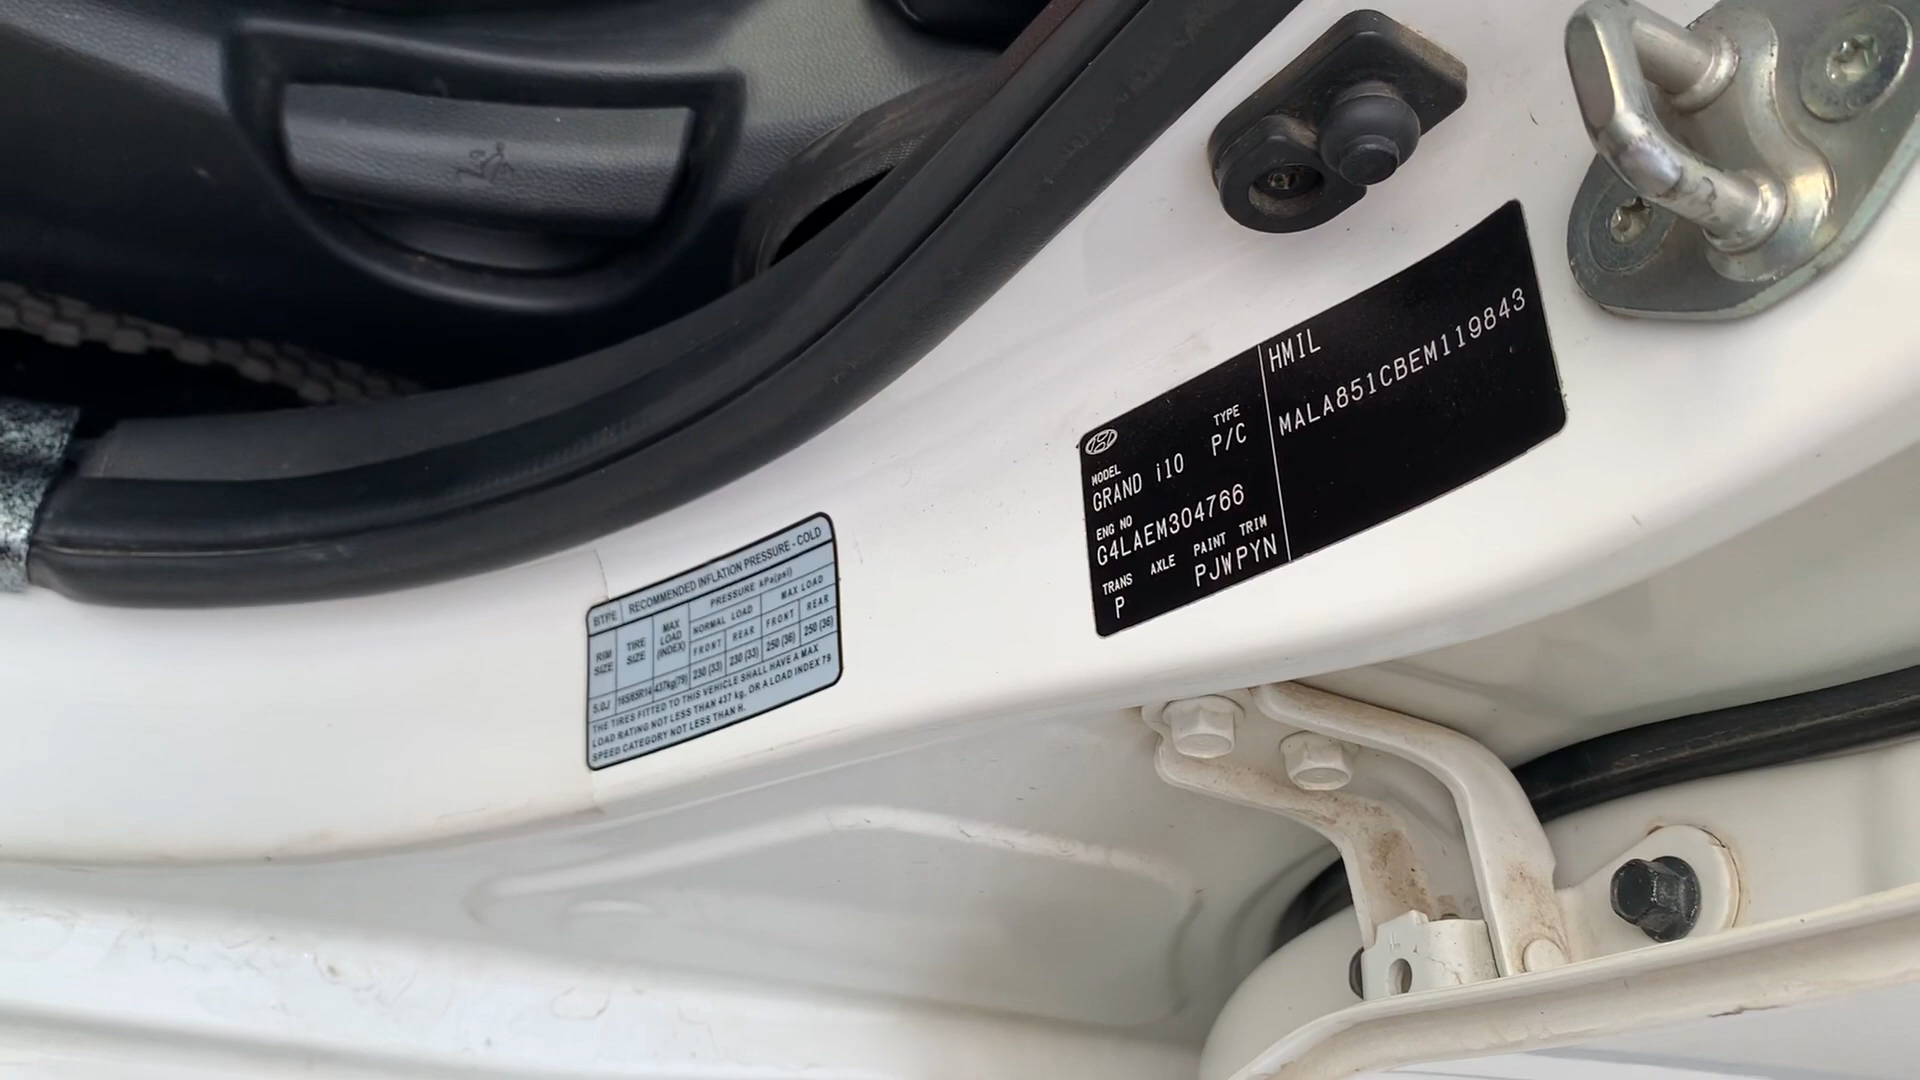 BTPE RECOMMENDED INFLATION PRESSURE - COLD
RIM SIZE TIRE SIZE MAX LOAD (INDEX) PRESSURE kPa(psi)
NORMAL LOAD MAX LOAD
FRONT REAR FRONT REAR
5.0J 165/65R14 437kg(79) 230 (33) 230 (33) 250 (36) 250 (36)
THE TIRES FITTED TO THIS VEHICLE SHALL HAVE A MAX
LOAD RATING NOT LESS THAN 437 kg. OR A LOAD INDEX 79
SPEED CATEGORY NOT LESS THAN H.
MODEL TYPE
GRAND i10 P/C
ENG NO
G4LAEM304766
TRANS AXLE PAINT TRIM
P PJWPYN
HMIL
MALA851CBEM119843